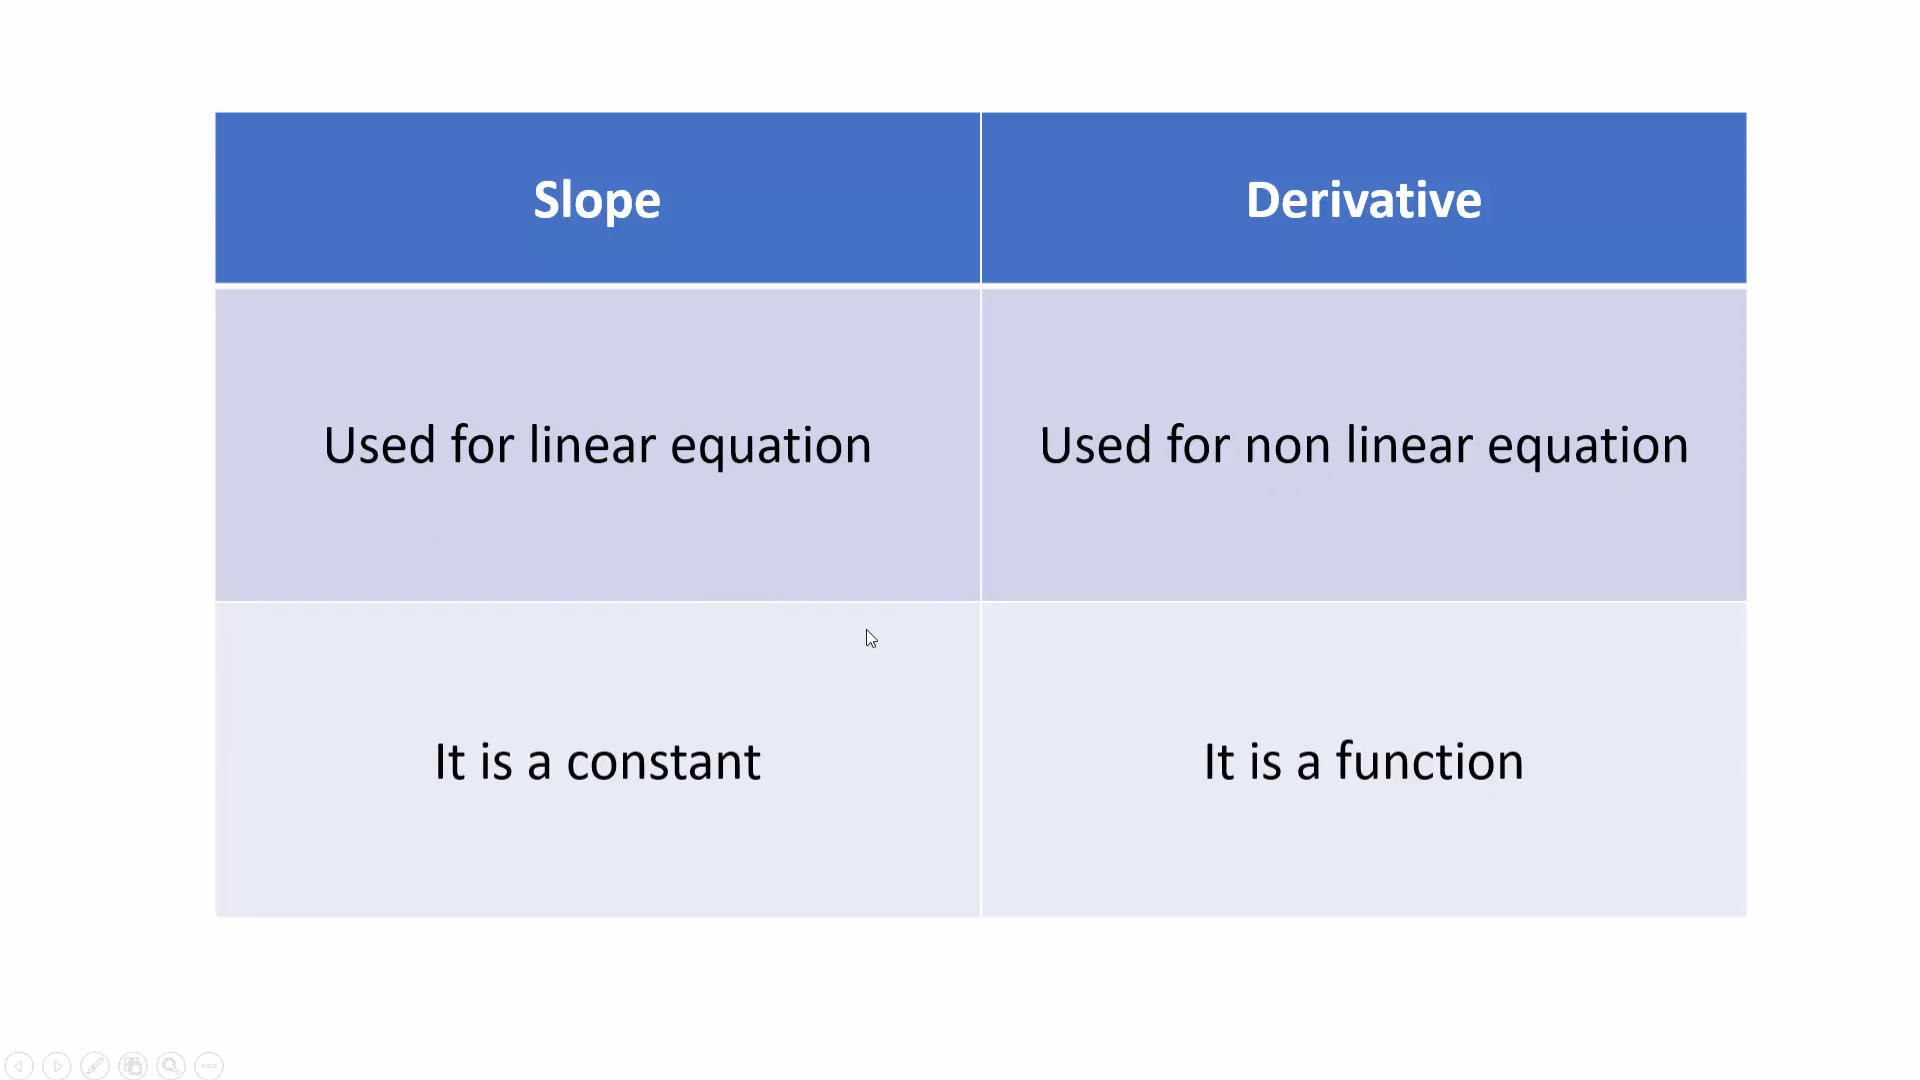 Slope
Derivative
Used for linear equation
Used for non linear equation
It is a constant
It is a function